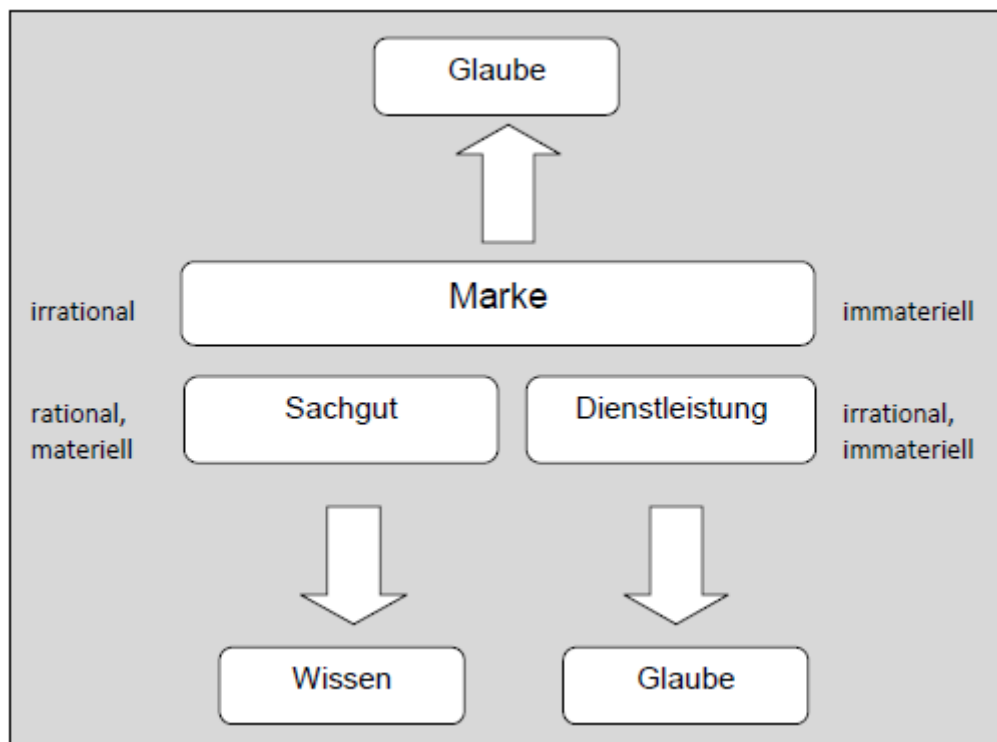 Glaube
irrational
Marke
immateriell
rational,
materiell
Sachgut
Dienstleistung
irrational,
immateriell
Wissen
Glaube